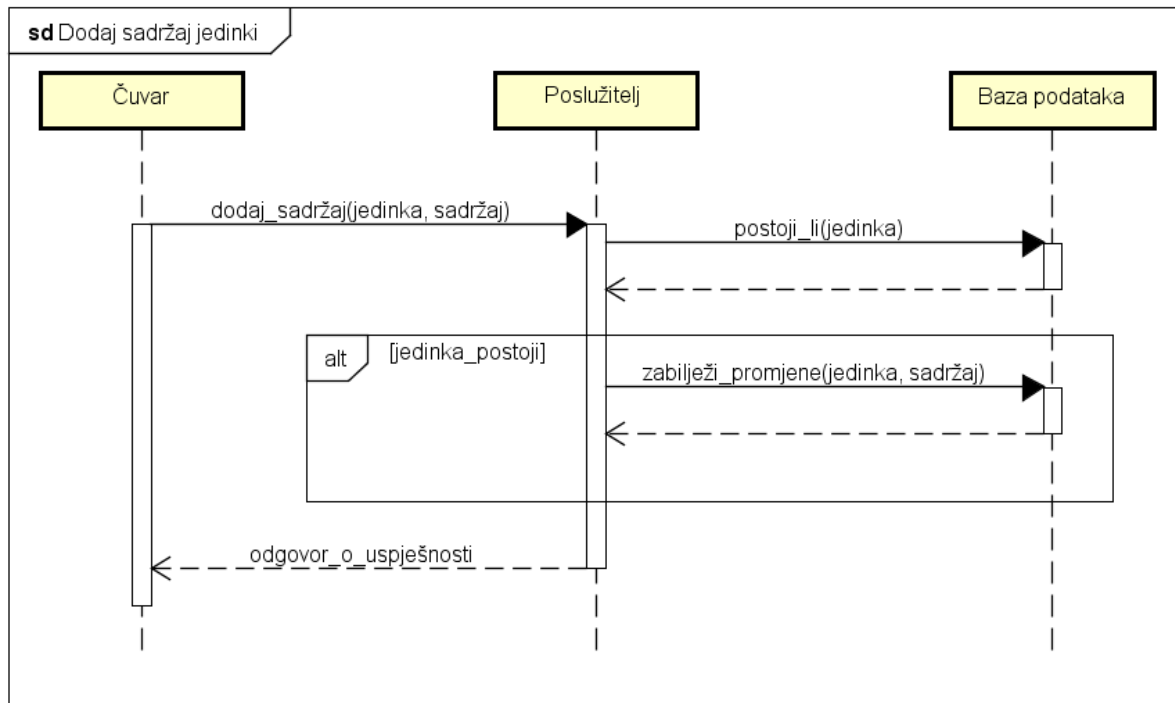 sd Dodaj sadržaj jedinki
Čuvar
Poslužitelj
Baza podataka
dodaj_sadržaj(jedinka, sadržaj)
postoji_li(jedinka)
alt
[jedinka_postoji]
zabilježi_promjene(jedinka, sadržaj)
odgovor_o_uspješnosti